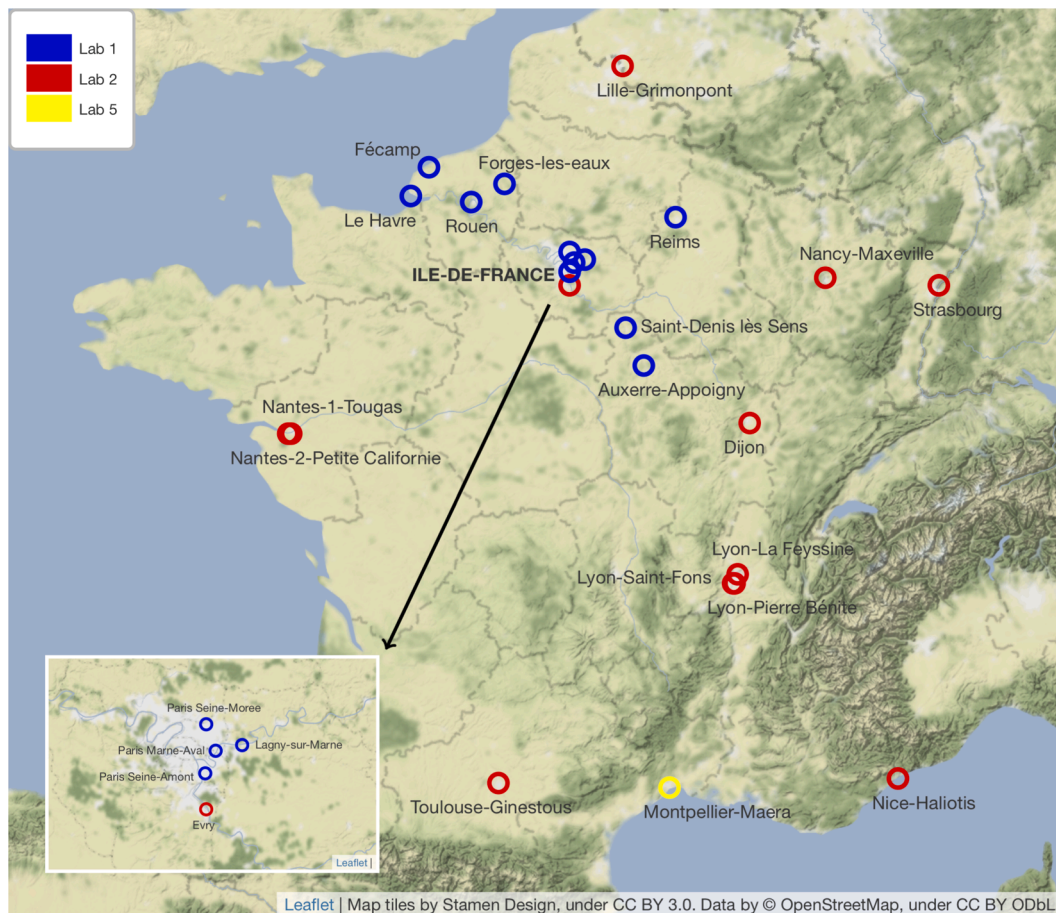 Lab 1
Lab 2
Lab 5
Lille-Grimonpont
Fécamp
Forges-les-eaux
Le Havre
Rouen
Reims
Nancy-Maxeville
ILE-DE-FRANCE
Strasbourg
Saint-Denis lès Sens
Auxerre-Appoigny
Nantes-1-Tougas
Dijon
Nantes-2-Petite Californie
Lyon-La Feyssine
Lyon-Saint-Fons
Lyon-Pierre Bénite
Paris Seine-Morée
Paris Marne-Aval
Lagny-sur-Marne
Paris Seine-Amont
Evry
Leaflet |
Toulouse-Ginestous
Montpellier-Maera
Nice-Haliotis
Leaflet | Map tiles by Stamen Design, under CC BY 3.0. Data by © OpenStreetMap, under CC BY ODbL.